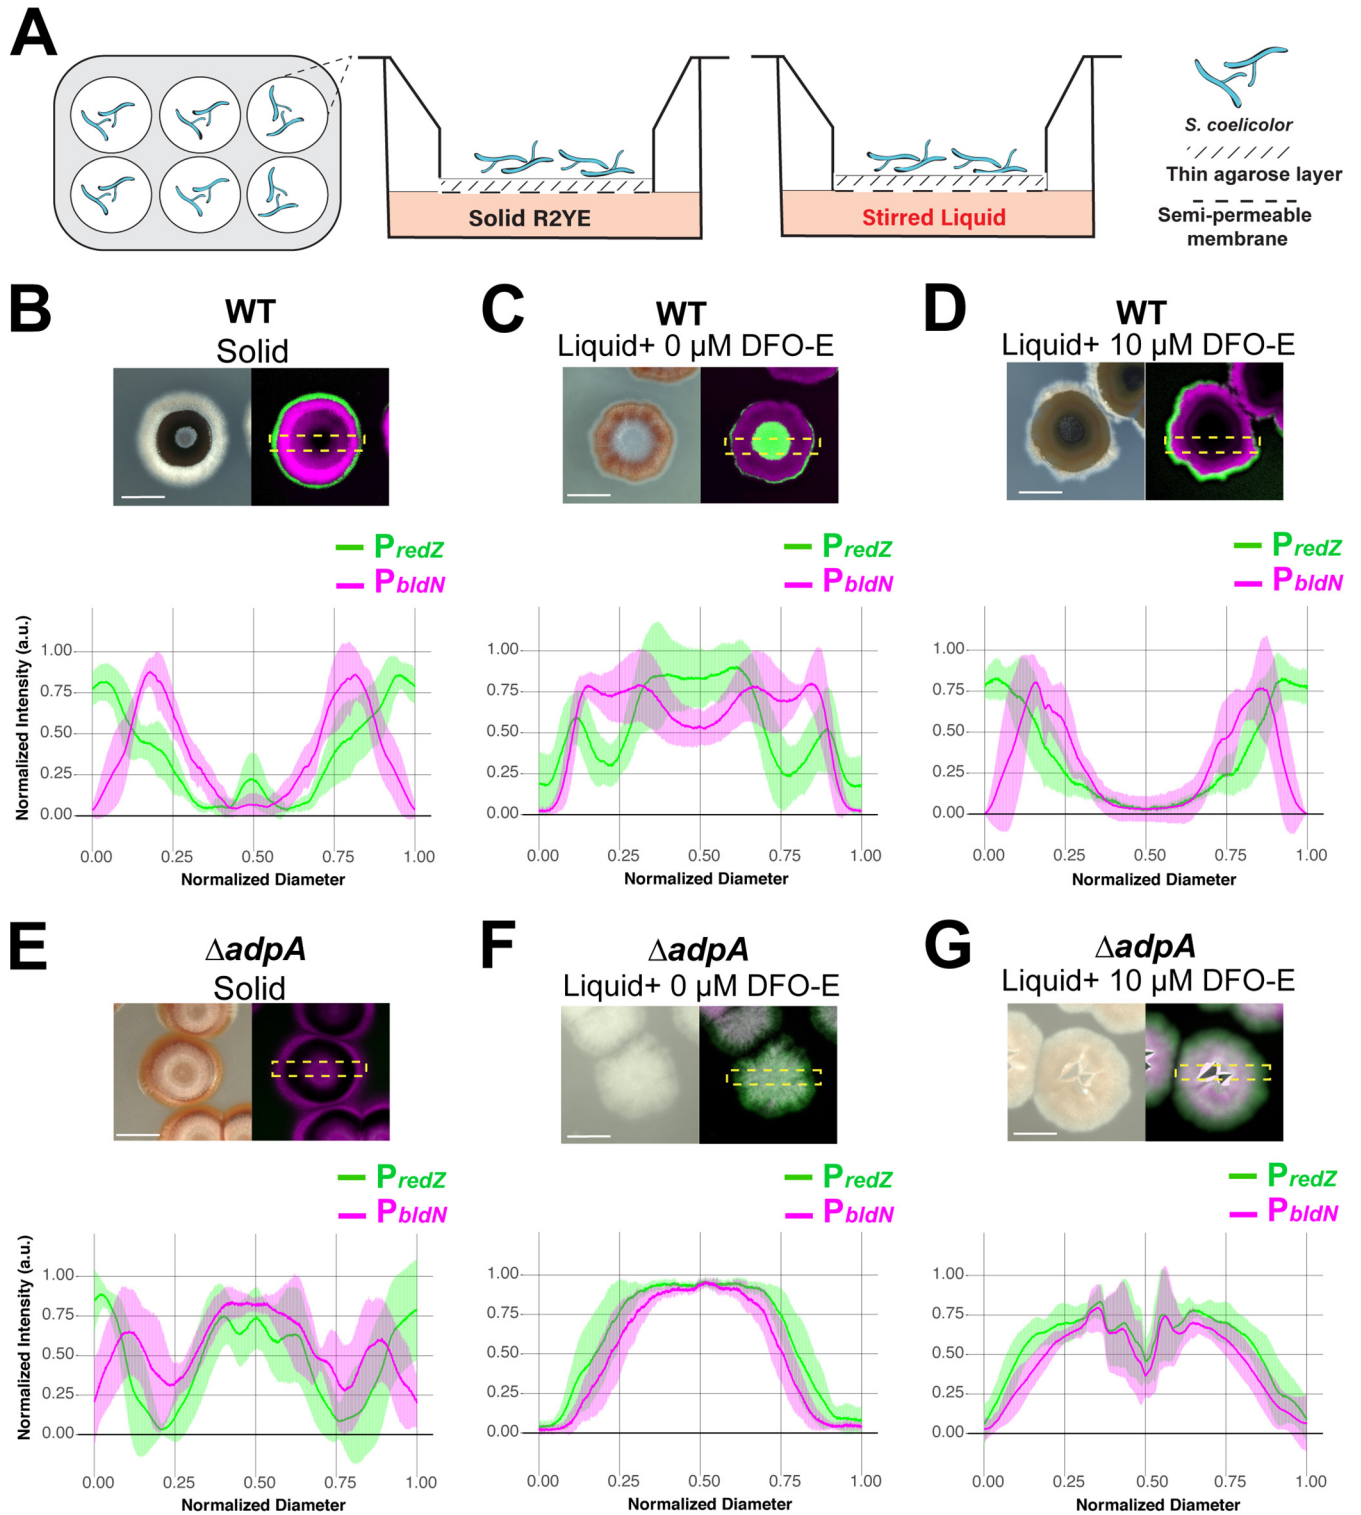 A
Solid R2YE
Stirred Liquid
S. coelicolor
Thin agarose layer
Semi-permeable
membrane
B
WT
Solid
C
WT
Liquid+ 0 µM DFO-E
D
WT
Liquid+ 10 µM DFO-E
PredZ
PbldN
PredZ
PbldN
PredZ
PbldN
Normalized Intensity (a.u.)
1.00
0.75
0.50
0.25
0.00
0.00 0.25 0.50 0.75 1.00
Normalized Diameter
1.00
0.75
0.50
0.25
0.00
0.00 0.25 0.50 0.75 1.00
Normalized Diameter
1.00
0.75
0.50
0.25
0.00
0.00 0.25 0.50 0.75 1.00
Normalized Diameter
E
ΔadpA
Solid
F
ΔadpA
Liquid+ 0 µM DFO-E
G
ΔadpA
Liquid+ 10 µM DFO-E
PredZ
PbldN
PredZ
PbldN
PredZ
PbldN
Normalized Intensity (a.u.)
1.00
0.75
0.50
0.25
0.00
0.00 0.25 0.50 0.75 1.00
Normalized Diameter
1.00
0.75
0.50
0.25
0.00
0.00 0.25 0.50 0.75 1.00
Normalized Diameter
1.00
0.75
0.50
0.25
0.00
0.00 0.25 0.50 0.75 1.00
Normalized Diameter